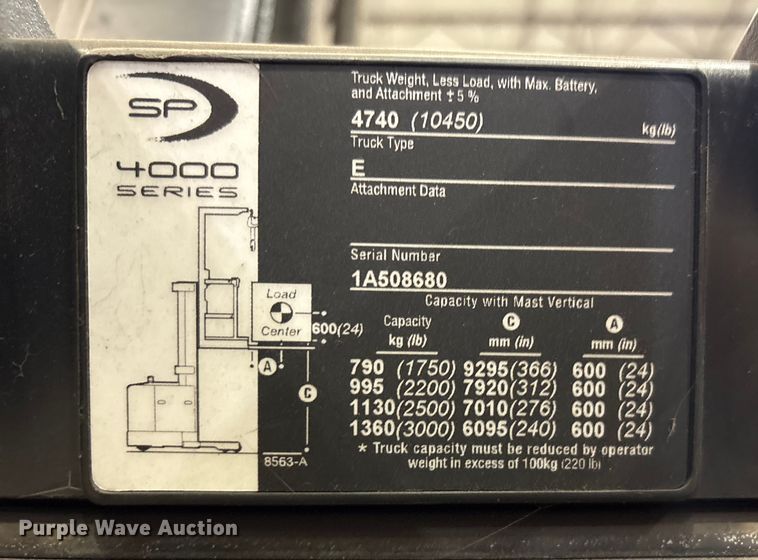 SP
4000
SERIES
Load
Center
600(24)
A
C
8563-A
Truck Weight, Less Load, with Max. Battery,
and Attachment ± 5 %
4740 (10450) kg(lb)
Truck Type
E
Attachment Data
Serial Number
1A508680
Capacity with Mast Vertical
Capacity C A
kg (lb) mm (in) mm (in)
790 (1750) 9295(366) 600 (24)
995 (2200) 7920(312) 600 (24)
1130(2500) 7010(276) 600 (24)
1360(3000) 6095(240) 600 (24)
* Truck capacity must be reduced by operator
weight in excess of 100kg (220 lb)
Purple Wave Auction